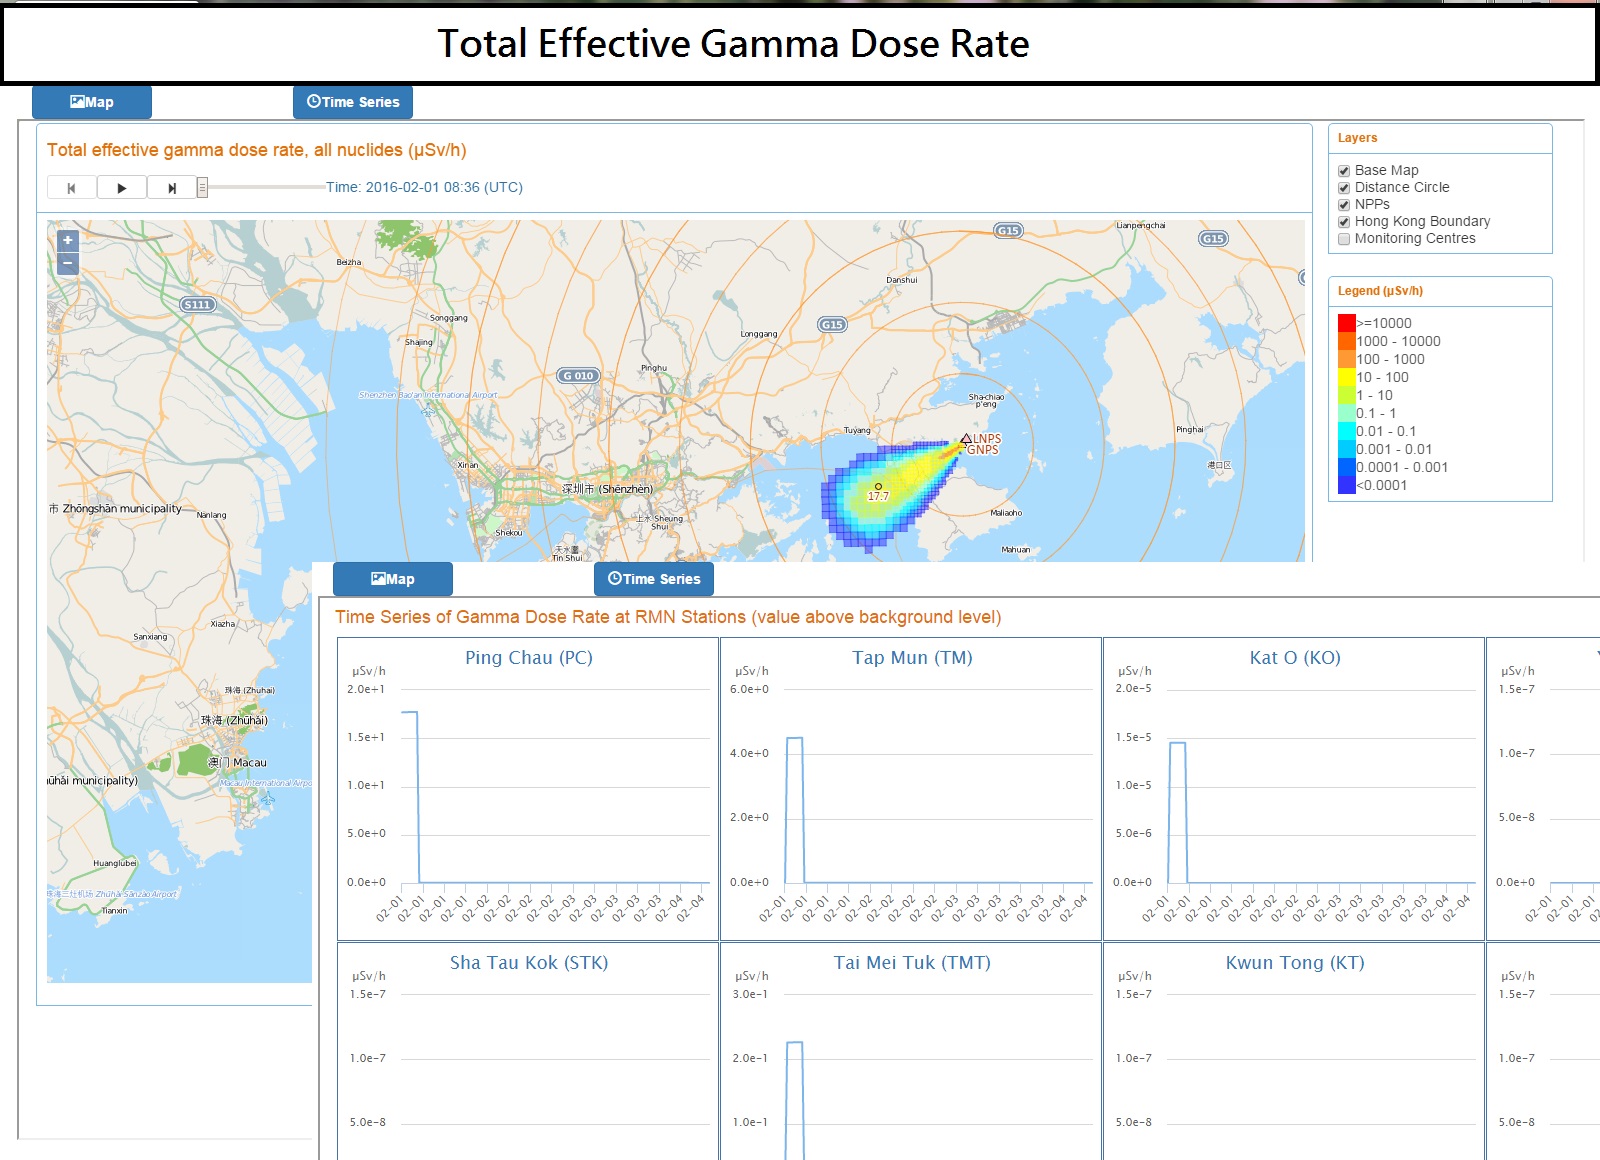 Total Effective Gamma Dose Rate
Map
Time Series
Total effective gamma dose rate, all nuclides (μSv/h)
Time: 2016-02-01 08:36 (UTC)
Layers
Base Map
Distance Circle
NPPs
Hong Kong Boundary
Monitoring Centres
Legend (μSv/h)
>=10000
1000 - 10000
100 - 1000
10 - 100
1 - 10
0.1 - 1
0.01 - 0.1
0.001 - 0.01
0.0001 - 0.001
<0.0001
+
−
Lianpengchai
G15
G15
Beizha
Danshui
S111
Songgang
G15
Longgang
Shajing
Pinghu
G 010
Shenzhen Bao'an International Airport
Sha-chiao
p'eng
Tuyang
Pinghai
LNPS
GNPS
港口区
Xinan
深圳市 (Shēnzhèn)
17.7
市 Zhōngshān municipality
Nanlang
上水 Sheung
Shui
Maliaoho
Shekou
天水圍
Tin Shui
Mahuan
Xiazha
Sanxiang
珠海 (Zhuhai)
珠海 (Zhūhǎi)
澳门 Macau
Macau International Airpo
ūhǎi municipality)
Huanglubei
珠海三灶机场 Zhūhǎi Sānzào Airport
Tianxin
Map
Time Series
Time Series of Gamma Dose Rate at RMN Stations (value above background level)
Ping Chau (PC)
μSv/h
2.0e+1
1.5e+1
1.0e+1
5.0e+0
0.0e+0
02-01 02-01 02-01 02-01 02-02 02-02 02-02 02-02 02-03 02-03 02-03 02-03 02-04 02-04
Tap Mun (TM)
μSv/h
6.0e+0
4.0e+0
2.0e+0
0.0e+0
02-01 02-01 02-01 02-01 02-02 02-02 02-02 02-02 02-03 02-03 02-03 02-03 02-04 02-04
Kat O (KO)
μSv/h
2.0e-5
1.5e-5
1.0e-5
5.0e-6
0.0e+0
02-01 02-01 02-01 02-01 02-02 02-02 02-02 02-02 02-03 02-03 02-03 02-03 02-04 02-04
μSv/h
1.5e-7
1.0e-7
5.0e-8
0.0e+0
02-01 02-01 02-01
Sha Tau Kok (STK)
μSv/h
1.5e-7
1.0e-7
5.0e-8
Tai Mei Tuk (TMT)
μSv/h
3.0e-1
2.0e-1
1.0e-1
Kwun Tong (KT)
μSv/h
1.5e-7
1.0e-7
5.0e-8
μSv/h
1.5e-7
1.0e-7
5.0e-8